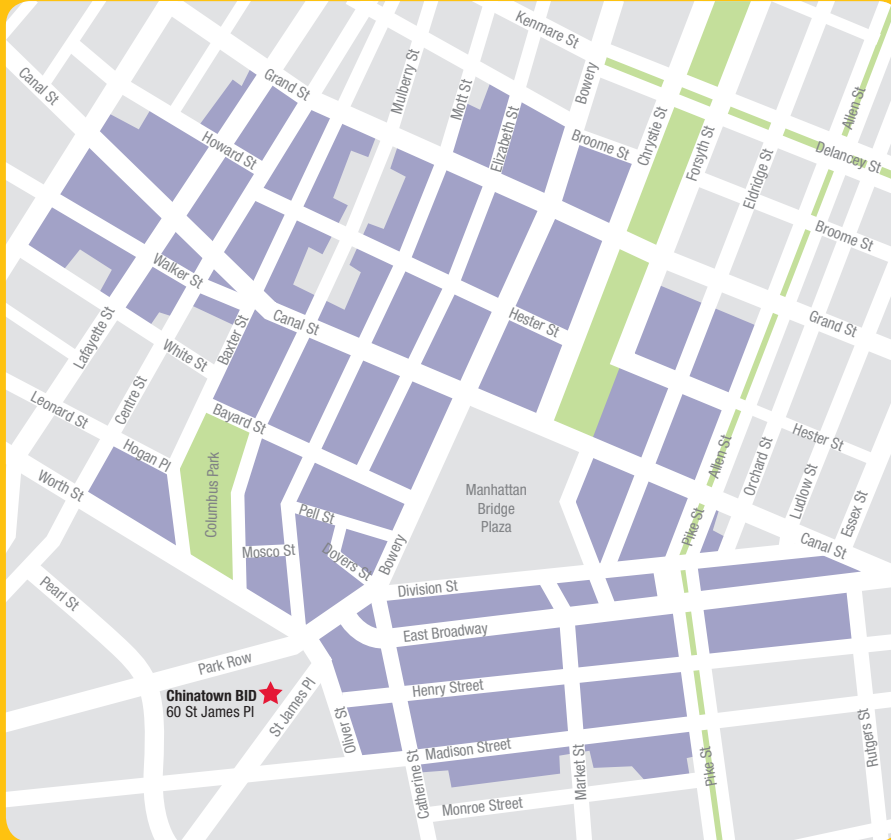 Kenmare St
Canal St
Grand St
Mulberry St
Mott St
Elizabeth St
Bowery
Broome St
Chrystie St
Forsyth St
Eldridge St
Allen St
Delancey St
Howard St
Broome St
Walker St
Canal St
Hester St
Grand St
Lafayette St
Baxter St
White St
Centre St
Leonard St
Bayard St
Hogan Pl
Worth St
Columbus Park
Manhattan
Bridge
Plaza
Allen St
Orchard St
Hester St
Ludlow St
Essex St
Pell St
Mosco St
Doyers St
Bowery
Pike St
Canal St
Pearl St
Division St
East Broadway
Park Row
Chinatown BID
60 St James Pl
St James Pl
Henry Street
Oliver St
Madison Street
Catherine St
Monroe Street
Market St
Pike St
Rutgers St